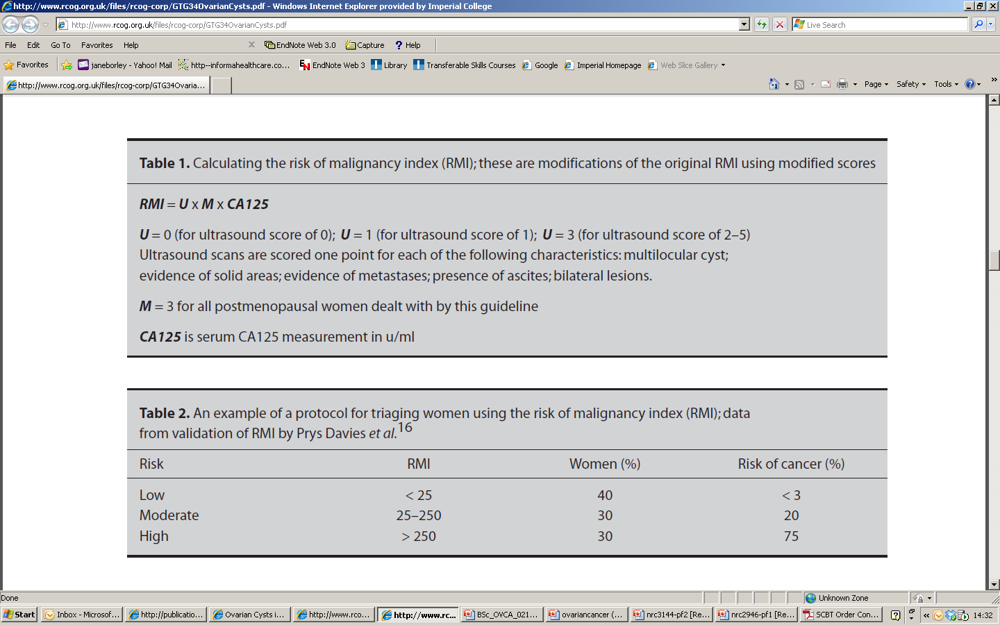 http://www.rcog.org.uk/files/rcog-corp/GTG34OvarianCysts.pdf - Windows Internet Explorer provided by Imperial College
http://www.rcog.org.uk/files/rcog-corp/GTG34OvarianCysts.pdf
Live Search
File Edit Go To Favorites Help
x EndNote Web 3.0 Capture ? Help
Favorites janeborley - Yahoo! Mail http--informahealthcare.co... EndNote Web 3 Library Transferable Skills Courses Google Imperial Homepage Web Slice Gallery
http://www.rcog.org.uk/files/rcog-corp/GTG34Ovaria...
Page Safety Tools
Table 1. Calculating the risk of malignancy index (RMI); these are modifications of the original RMI using modified scores
RMI = U x M x CA125
U = 0 (for ultrasound score of 0); U = 1 (for ultrasound score of 1); U = 3 (for ultrasound score of 2–5)
Ultrasound scans are scored one point for each of the following characteristics: multilocular cyst;
evidence of solid areas; evidence of metastases; presence of ascites; bilateral lesions.
M = 3 for all postmenopausal women dealt with by this guideline
CA125 is serum CA125 measurement in u/ml
Table 2. An example of a protocol for triaging women using the risk of malignancy index (RMI); data
from validation of RMI by Prys Davies et al.16
Risk RMI Women (%) Risk of cancer (%)
Low < 25 40 < 3
Moderate 25–250 30 20
High > 250 30 75
Done
Unknown Zone
Start Inbox - Microsof... http://publicatio... Ovarian Cysts i... http://www.rco... http://www.rc... BSc_OVCA_021... ovariancancer (... nrc3144-pf2 [Re... nrc2946-pf1 [Re... SCBT Order Con... 14:32